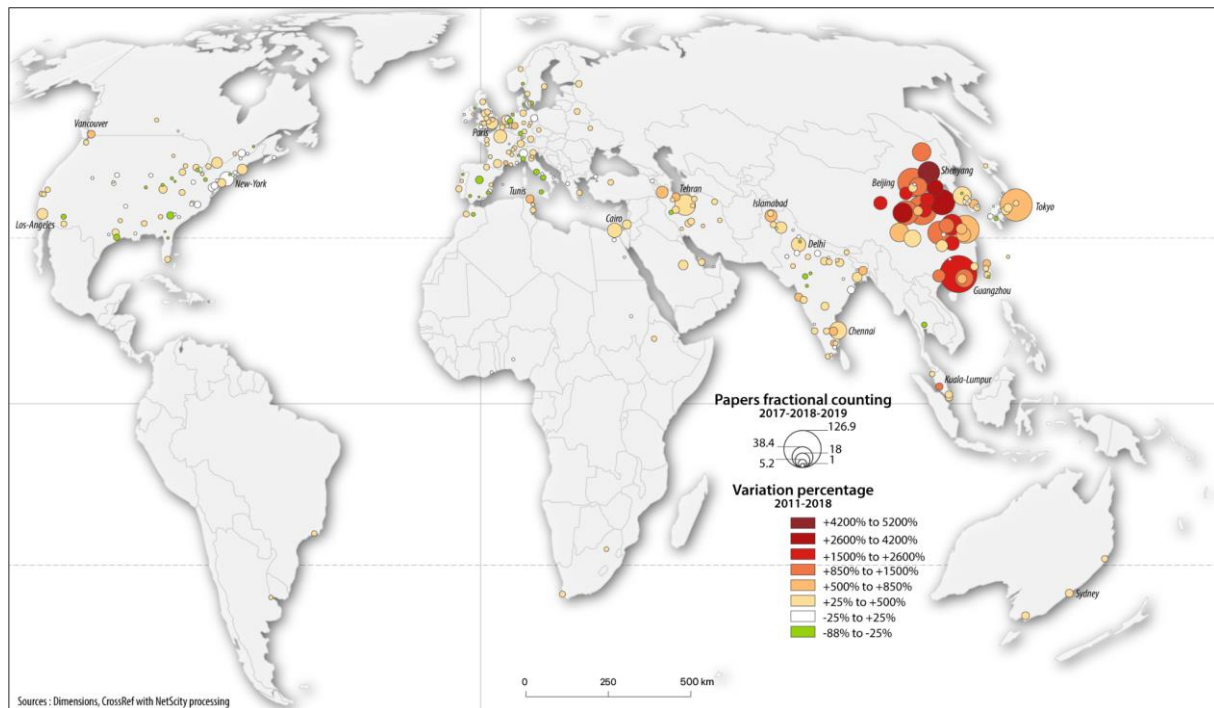 Vancouver
Paris
Shenyang
Beijing
New-York
Tehran
Tunis
Islamabad
Tokyo
Los-Angeles
Cairo
Delhi
Guangzhou
Chennai
Kuala-Lumpur
Papers fractional counting
2017-2018-2019
126.9
38.4
18
5.2
1
Variation percentage
2011-2018
+4200% to 5200%
+2600% to 4200%
+1500% to +2600%
+850% to +1500%
+500% to +850%
+25% to +500%
-25% to +25%
-88% to -25%
Sydney
0 250 500 km
Sources : Dimensions, CrossRef with NetScity processing